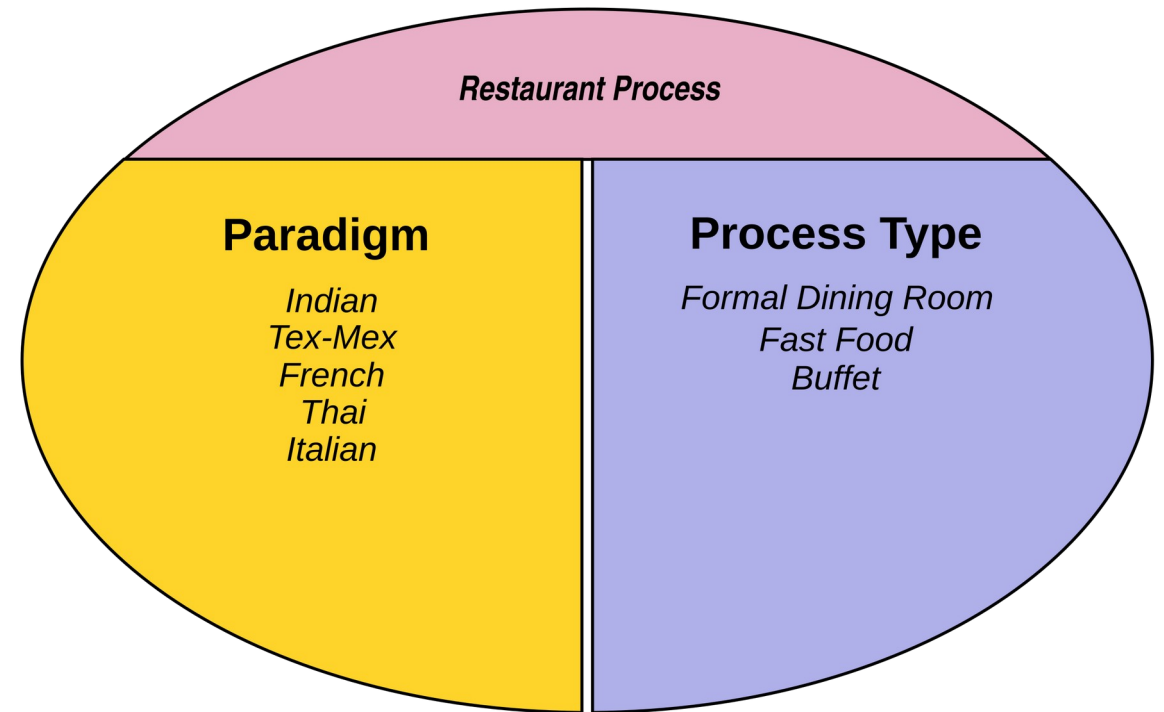 Restaurant Process
Paradigm
Indian
Tex-Mex
French
Thai
Italian
Process Type
Formal Dining Room
Fast Food
Buffet